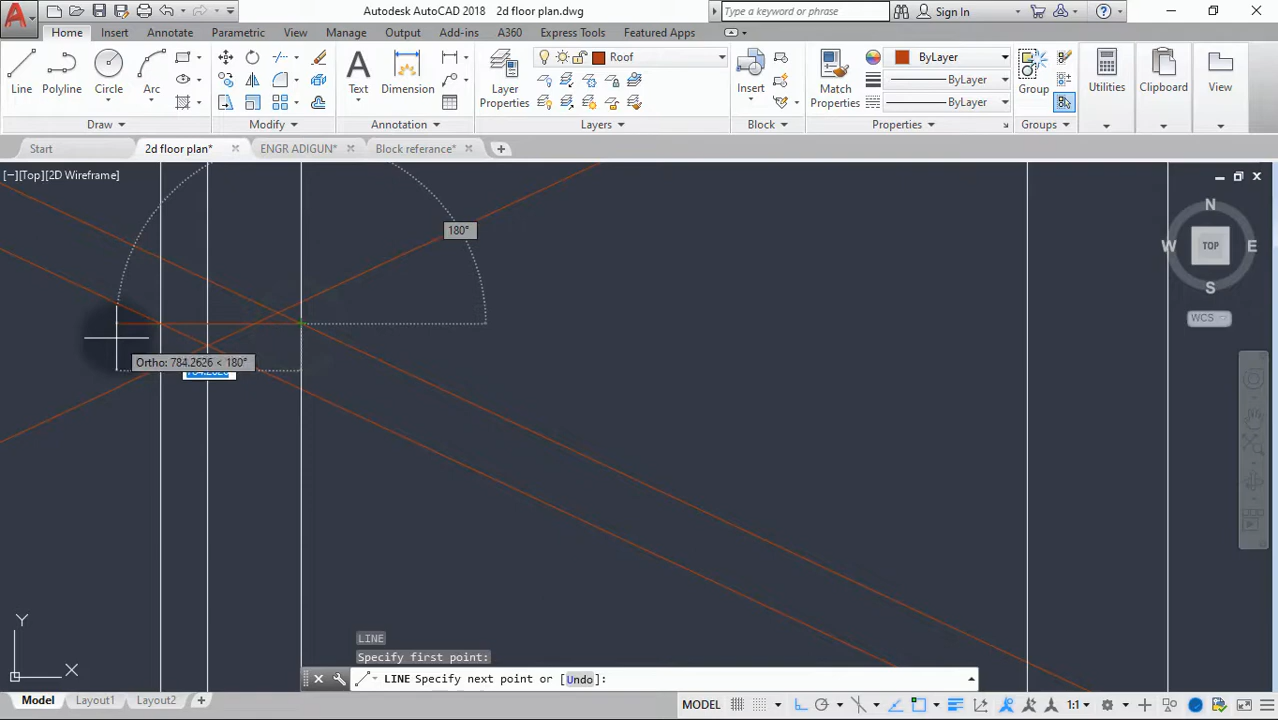 Autodesk AutoCAD 2018 2d floor plan.dwg
Type a keyword or phrase
Sign In
Home Insert Annotate Parametric View Manage Output Add-ins A360 Express Tools Featured Apps
Line Polyline Circle Arc
Text Dimension
Layer Properties
Roof
Insert
Match Properties
ByLayer
ByLayer
ByLayer
Group
Utilities
Clipboard
View
Draw Modify Annotation Layers Block Properties Groups
Start 2d floor plan* ENGR ADIGUN* Block referance*
[−][Top][2D Wireframe]
180°
N
W TOP E
S
WCS
Ortho: 784.2626 < 180°
784.2626
Y
X
LINE
Specify first point:
LINE Specify next point or [Undo]:
Model Layout1 Layout2
MODEL
1:1